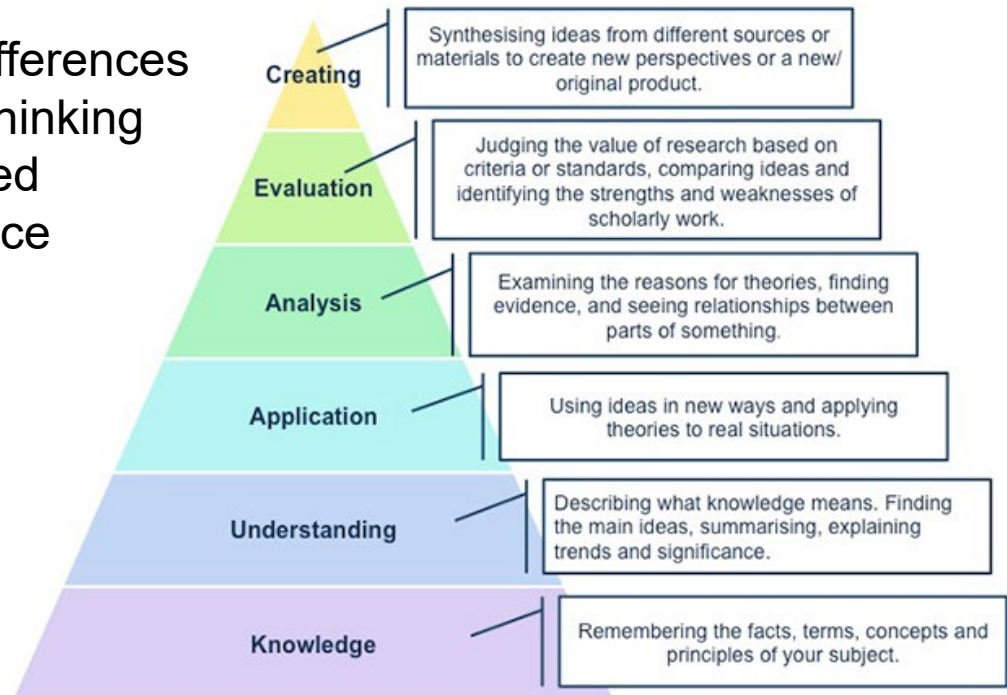 fferences
hinking
ed
ce
Creating
Synthesising ideas from different sources or
materials to create new perspectives or a new/
original product.
Evaluation
Judging the value of research based on
criteria or standards, comparing ideas and
identifying the strengths and weaknesses of
scholarly work.
Analysis
Examining the reasons for theories, finding
evidence, and seeing relationships between
parts of something.
Application
Using ideas in new ways and applying
theories to real situations.
Understanding
Describing what knowledge means. Finding
the main ideas, summarising, explaining
trends and significance.
Knowledge
Remembering the facts, terms, concepts and
principles of your subject.